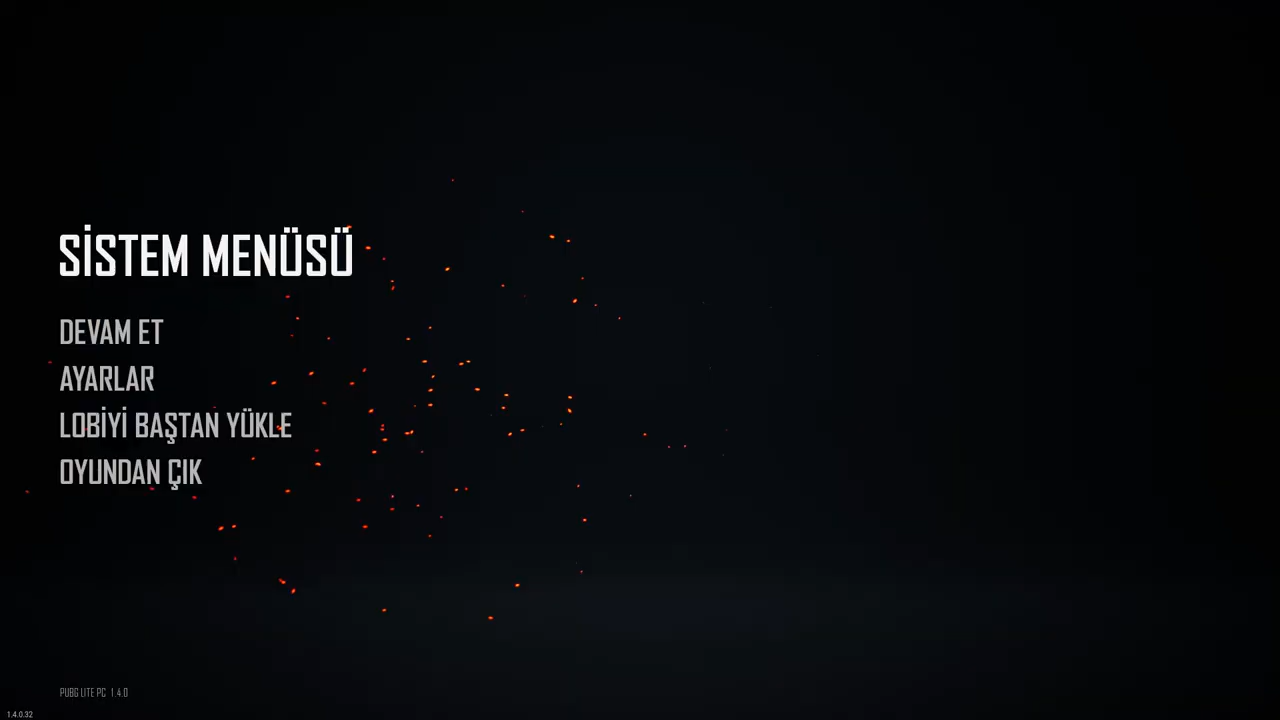 SİSTEM MENÜSÜ
DEVAM ET
AYARLAR
LOBİYİ BAŞTAN YÜKLE
OYUNDAN ÇIK
PUBG LITE PC 1.4.0
1.4.0.32